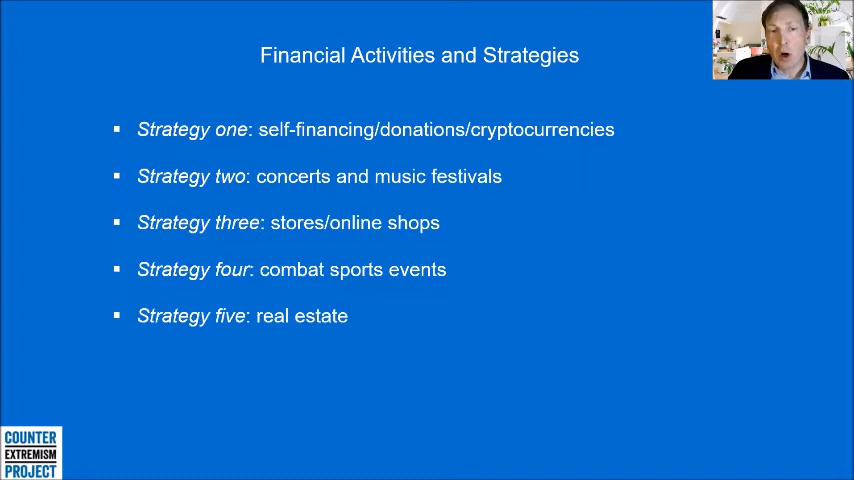 Financial Activities and Strategies
▪ Strategy one: self-financing/donations/cryptocurrencies
▪ Strategy two: concerts and music festivals
▪ Strategy three: stores/online shops
▪ Strategy four: combat sports events
▪ Strategy five: real estate
COUNTER
EXTREMISM
PROJECT